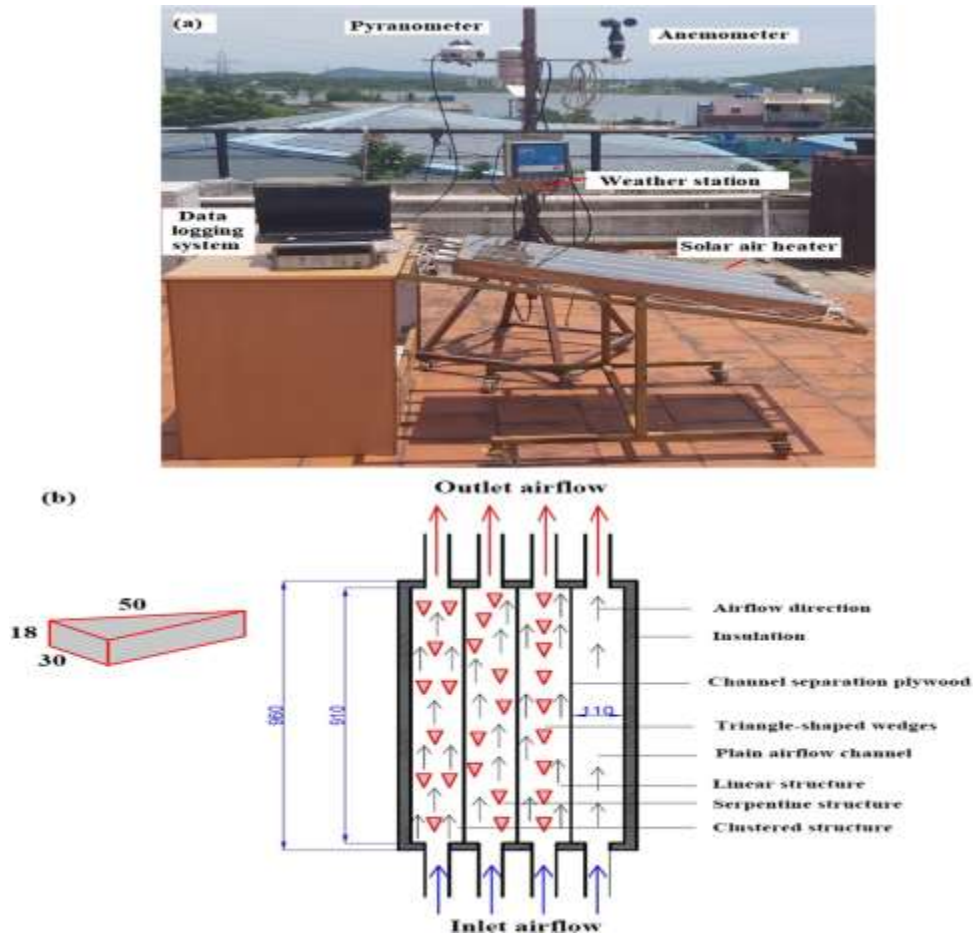 (a)
Pyranometer
Anemometer
Weather station
Data
logging
system
Solar air heater
(b)
Outlet airflow
50
18
30
960
910
110
Airflow direction
Insulation
Channel separation plywood
Triangle-shaped wedges
Plain airflow channel
Linear structure
Serpentine structure
Clustered structure
Inlet airflow